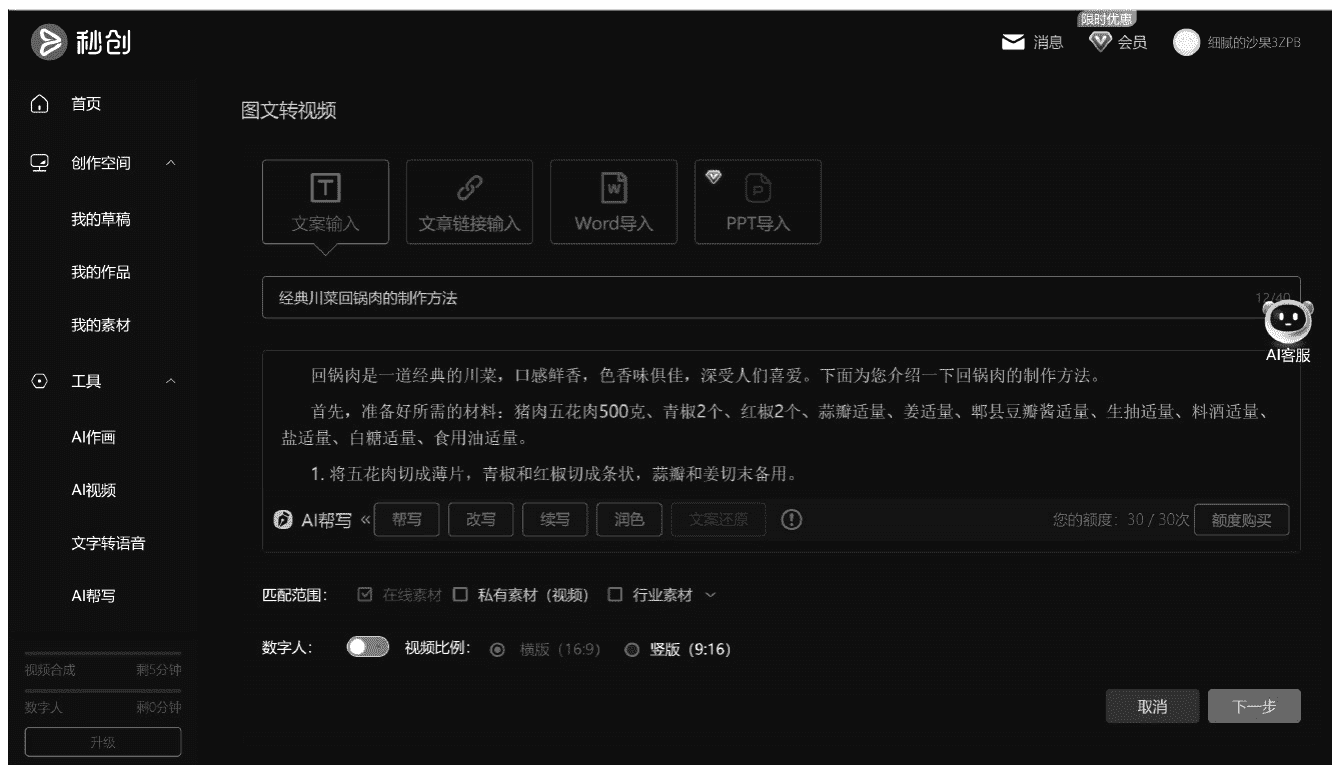 秒创
限时优惠
消息
会员
细腻的沙果3ZPB
首页
创作空间
我的草稿
我的作品
我的素材
工具
AI作画
AI视频
文字转语音
AI帮写
视频合成 剩5分钟
数字人 剩0分钟
升级
图文转视频
T
文案输入
文章链接输入
W
Word导入
P
PPT导入
经典川菜回锅肉的制作方法
12/40
AI客服
回锅肉是一道经典的川菜，口感鲜香，色香味俱佳，深受人们喜爱。下面为您介绍一下回锅肉的制作方法。
首先，准备好所需的材料：猪肉五花肉500克、青椒2个、红椒2个、蒜瓣适量、姜适量、郫县豆瓣酱适量、生抽适量、料酒适量、
盐适量、白糖适量、食用油适量。
1. 将五花肉切成薄片，青椒和红椒切成条状，蒜瓣和姜切末备用。
AI帮写 « 帮写 改写 续写 润色 文案还原
您的额度：30 / 30次 额度购买
匹配范围： 在线素材 私有素材（视频） 行业素材
数字人： 视频比例： 横版（16:9） 竖版（9:16）
取消 下一步